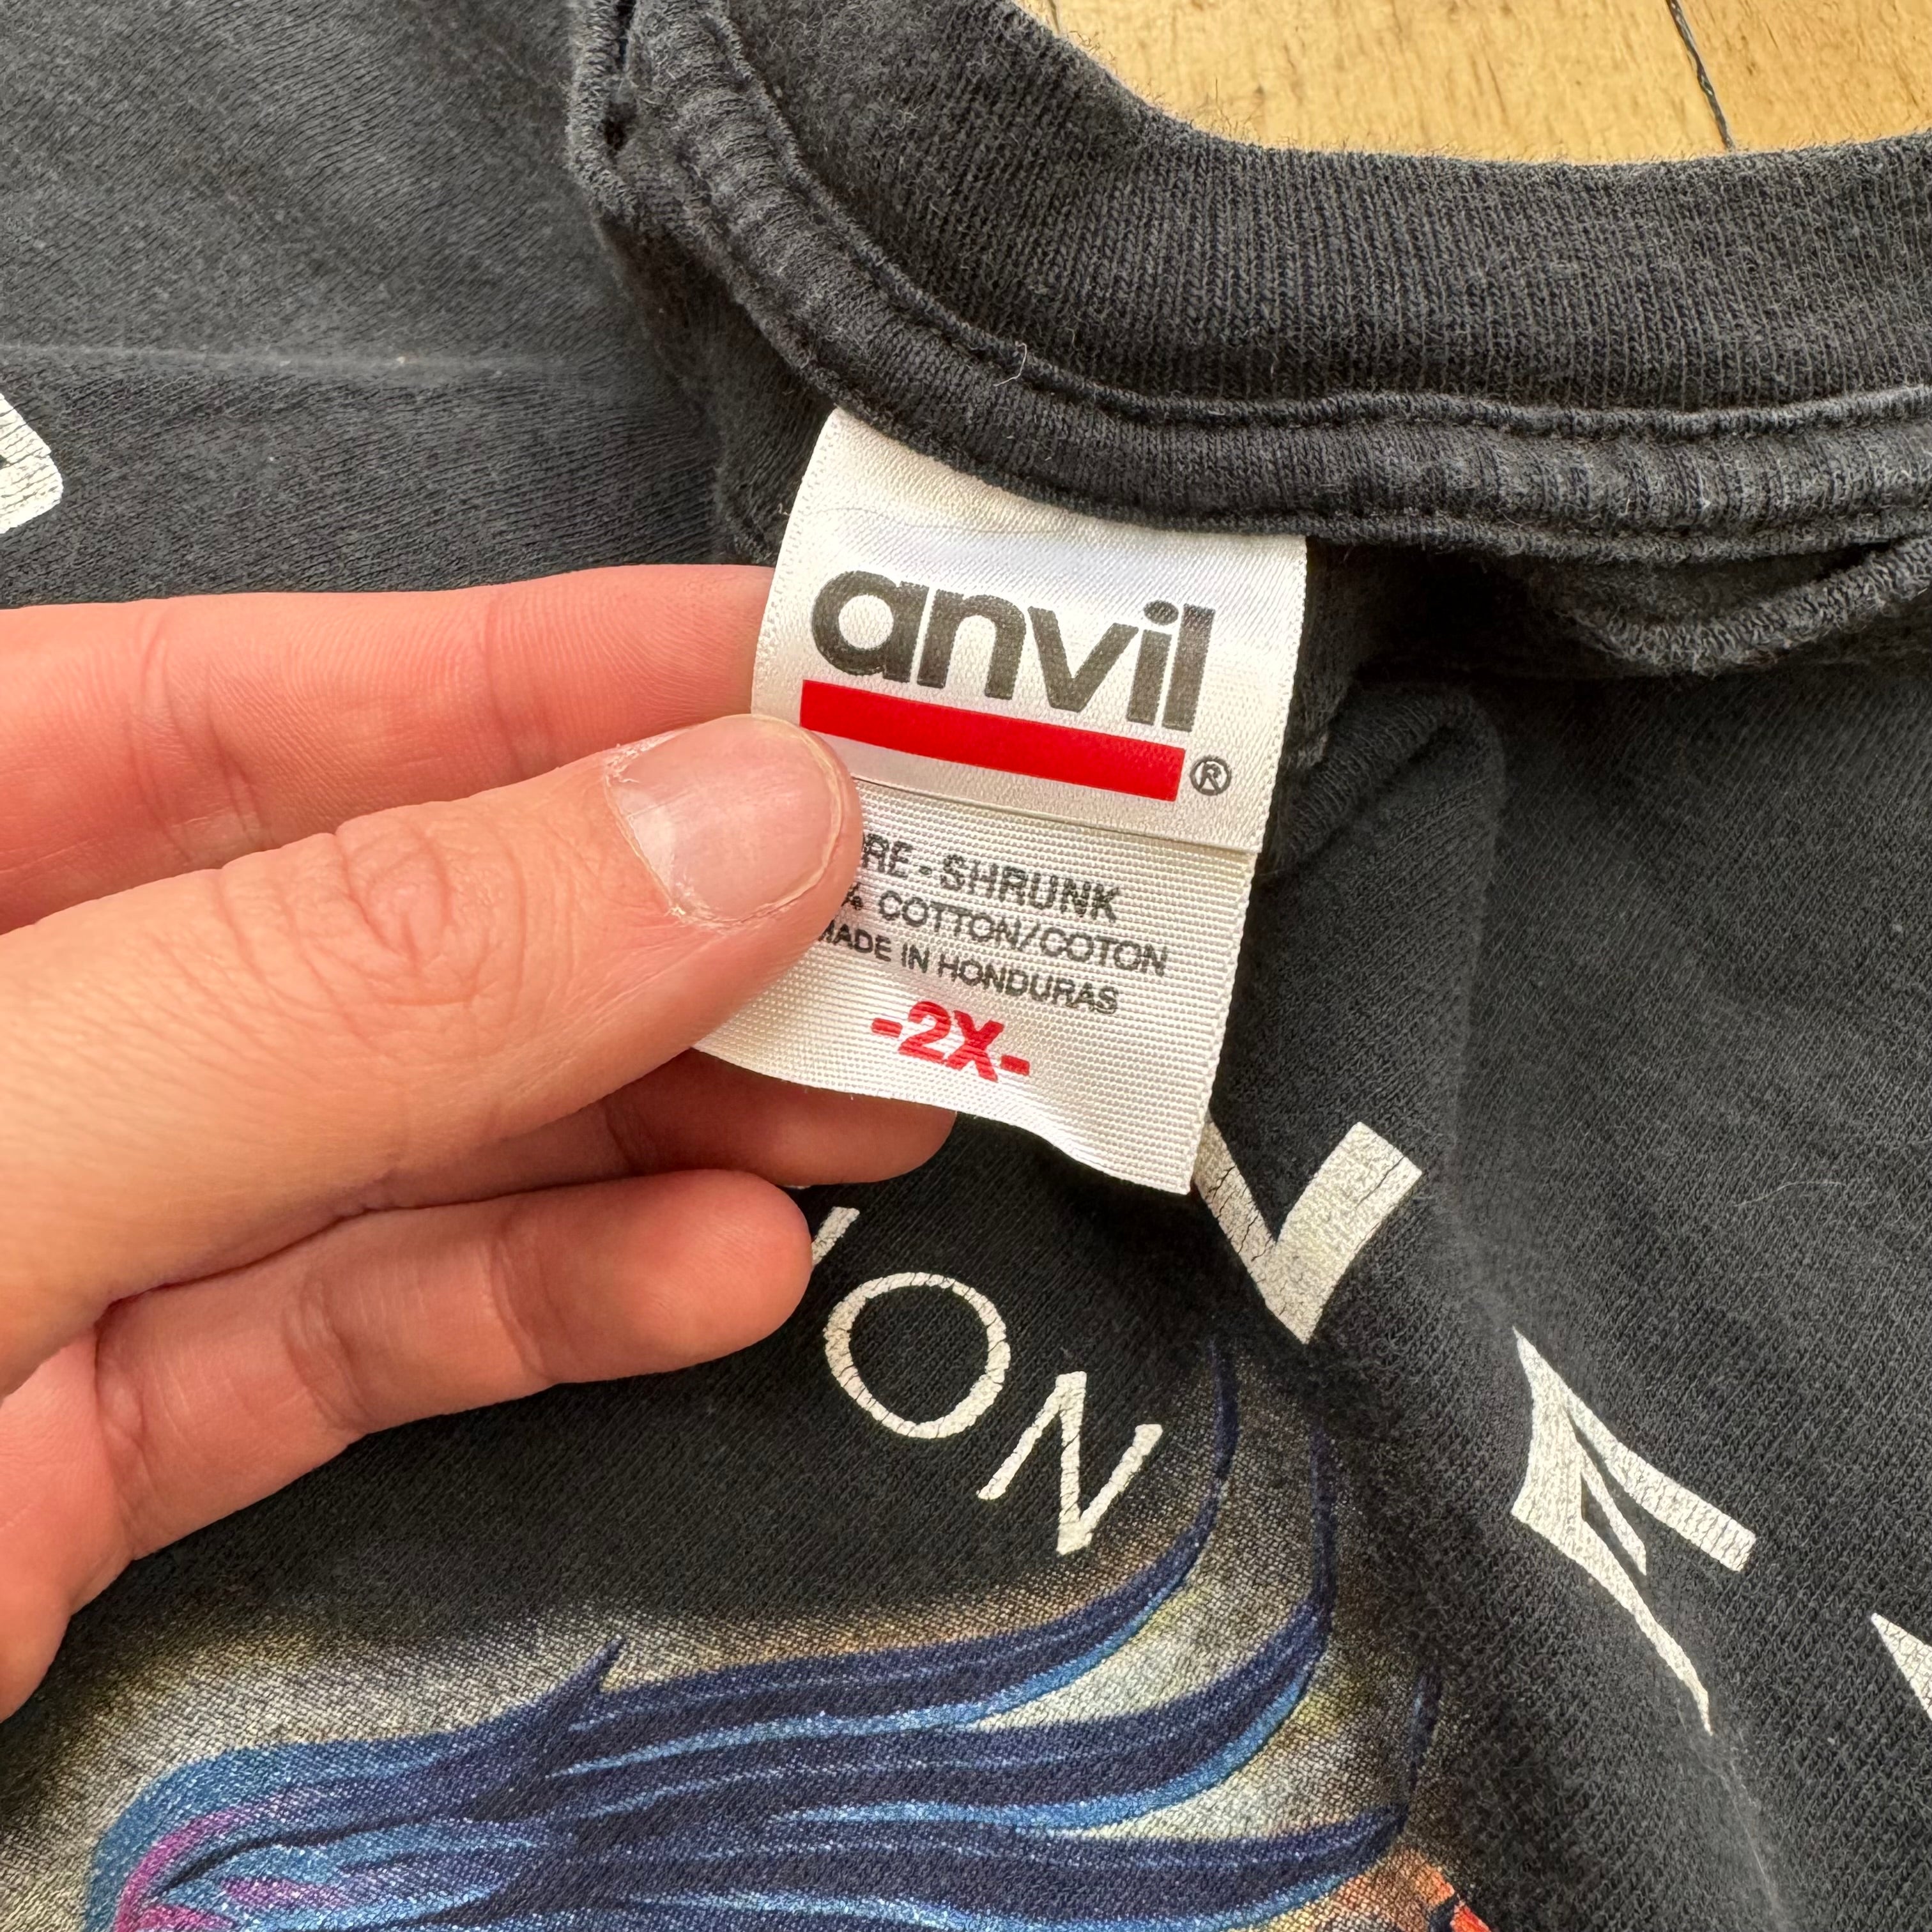 anvil
®
RE-SHRUNK
% COTTON/COTON
MADE IN HONDURAS
-2X-
ON